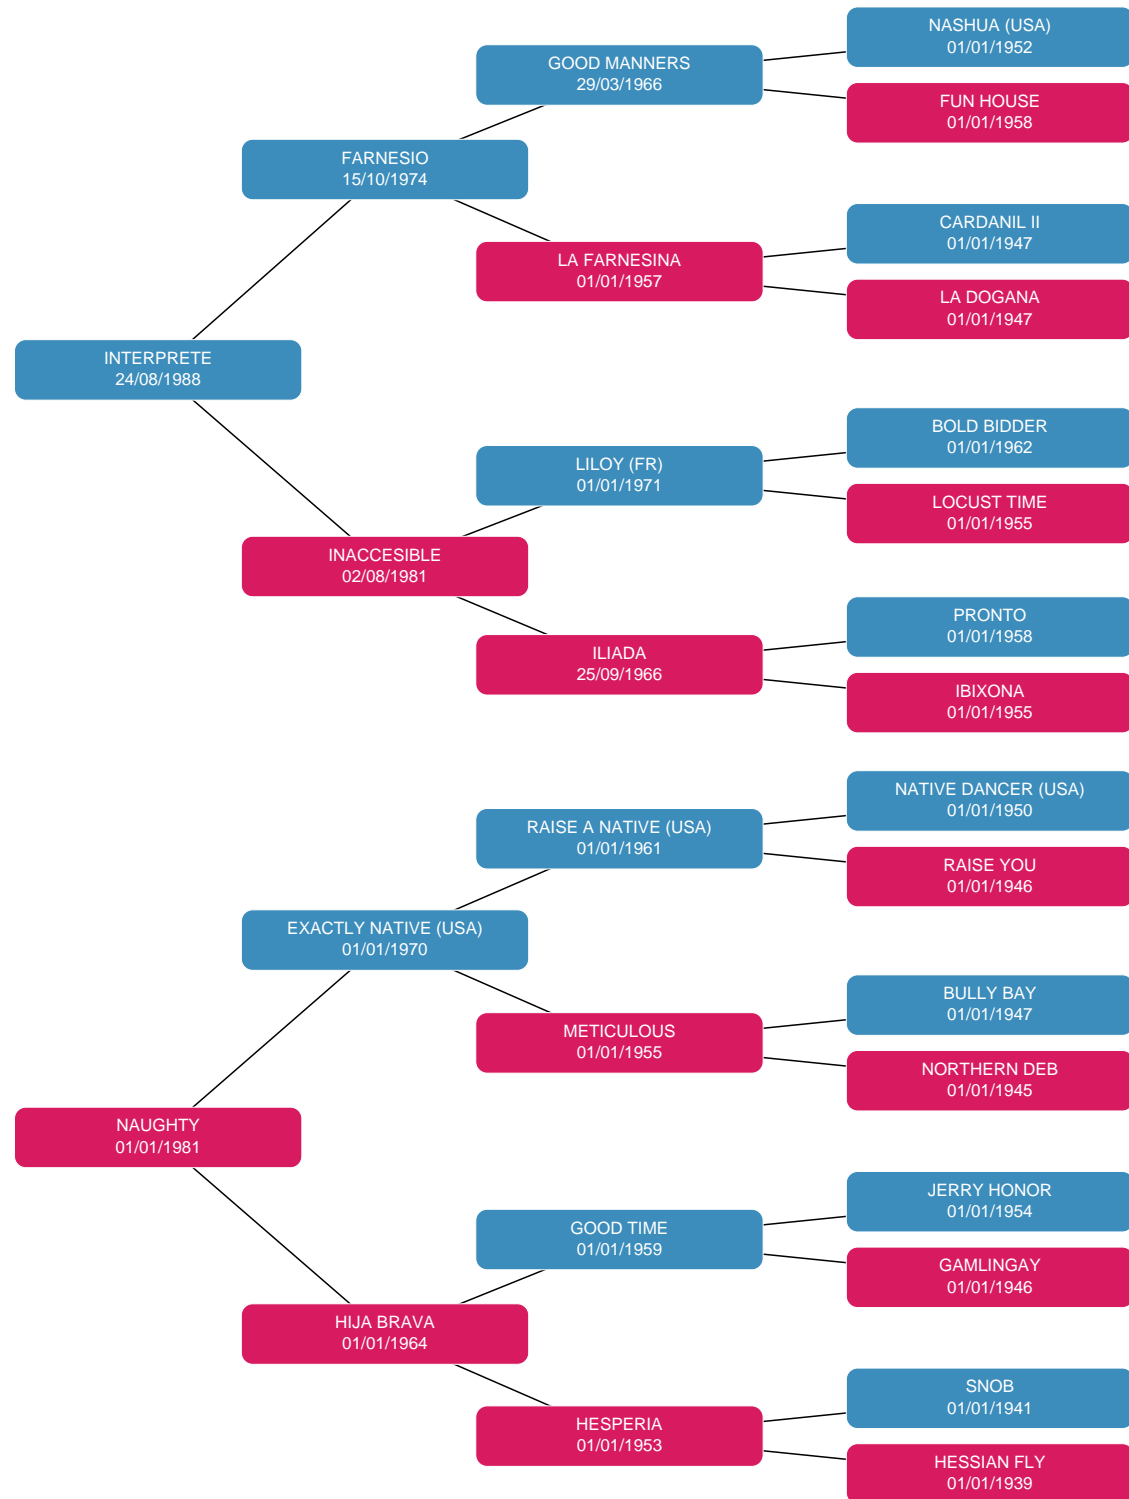 NASHUA (USA)
01/01/1952
GOOD MANNERS
29/03/1966
FUN HOUSE
01/01/1958
FARNESIO
15/10/1974
CARDANIL II
01/01/1947
LA FARNESINA
01/01/1957
LA DOGANA
01/01/1947
INTERPRETE
24/08/1988
BOLD BIDDER
01/01/1962
LILOY (FR)
01/01/1971
LOCUST TIME
01/01/1955
INACCESIBLE
02/08/1981
PRONTO
01/01/1958
ILIADA
25/09/1966
IBIXONA
01/01/1955
NATIVE DANCER (USA)
01/01/1950
RAISE A NATIVE (USA)
01/01/1961
RAISE YOU
01/01/1946
EXACTLY NATIVE (USA)
01/01/1970
BULLY BAY
01/01/1947
METICULOUS
01/01/1955
NORTHERN DEB
01/01/1945
NAUGHTY
01/01/1981
JERRY HONOR
01/01/1954
GOOD TIME
01/01/1959
GAMLINGAY
01/01/1946
HIJA BRAVA
01/01/1964
SNOB
01/01/1941
HESPERIA
01/01/1953
HESSIAN FLY
01/01/1939